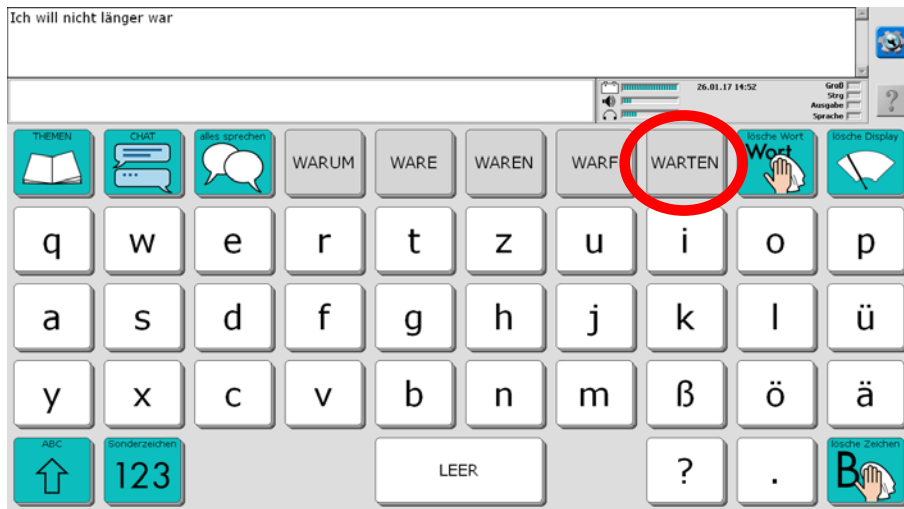 Ich will nicht länger war
26.01.17 14:52
Groß
Strg
Ausgabe
Sprache
?
THEMEN
CHAT
alles sprechen
WARUM
WARE
WAREN
WARF
WARTEN
lösche Wort
Wort
lösche Display
q w e r t z u i o p
a s d f g h j k l ü
y x c v b n m ß ö ä
ABC
Sonderzeichen
123
LEER
?
.
lösche Zeichen
B